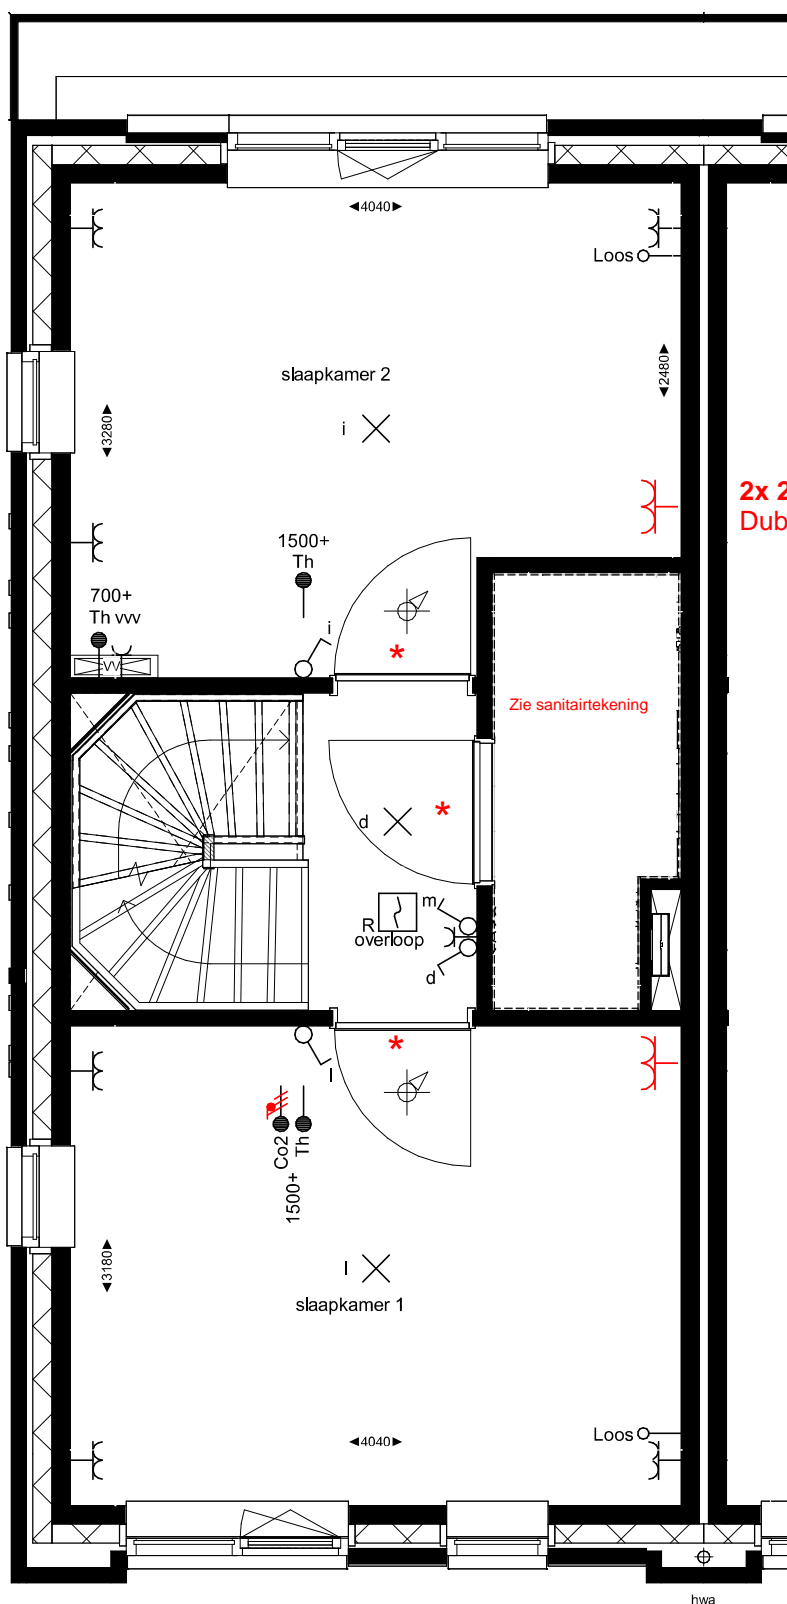 4040
Loos
2480
slaapkamer 2
i
3280
2x 2
Dub
1500+
Th
700+
Th vvv
i
VV
*
Zie sanitairtekening
*
d
m
R
overloop
d
*
l
Co2
Th
1500+
3180
l
slaapkamer 1
Loos
4040
hwa